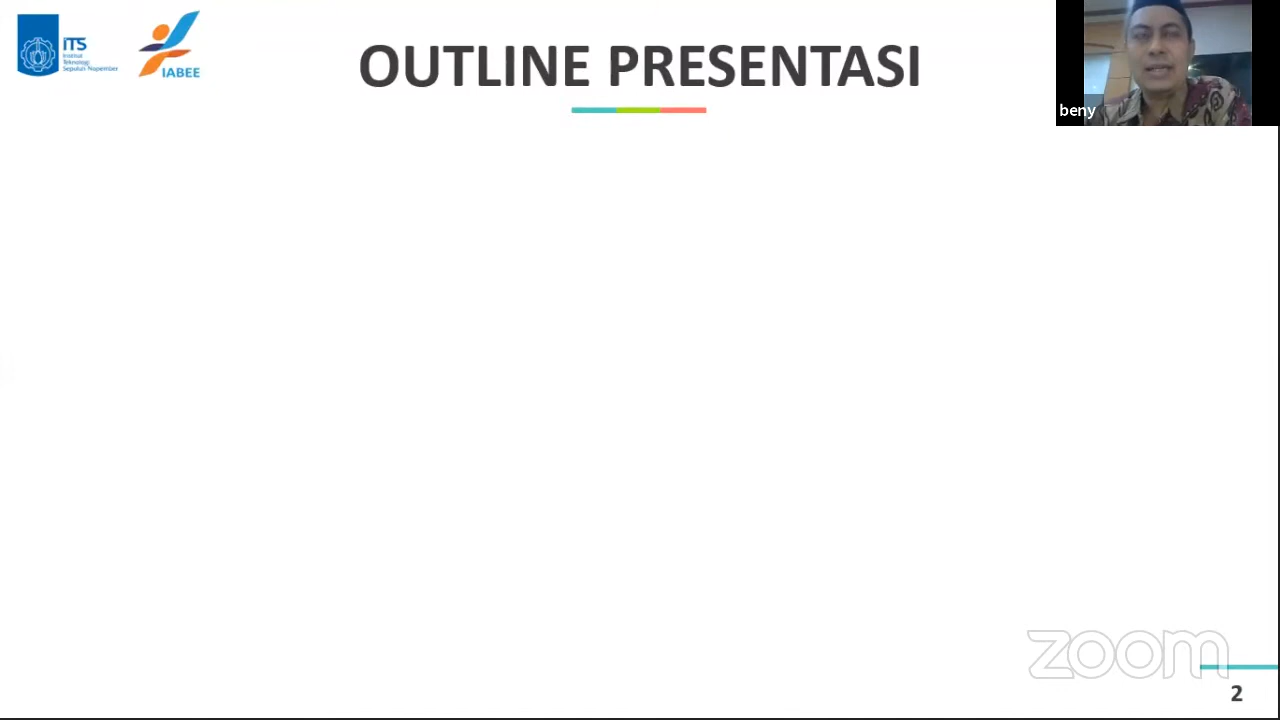 iTS
Institut
Teknologi
Sepuluh Nopember
IABEE
OUTLINE PRESENTASI
beny
zoom
2